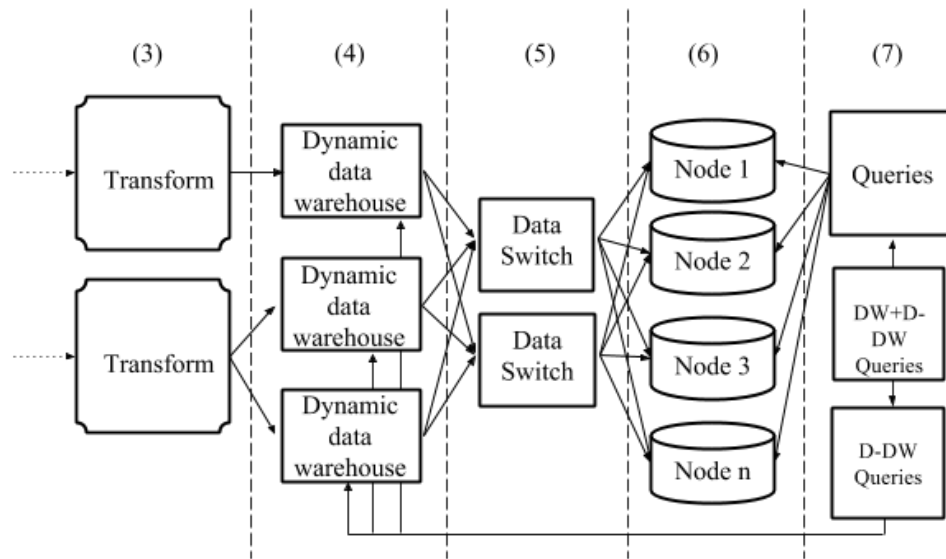 (3)
(4)
(5)
(6)
(7)
Transform
Transform
Dynamic
data
warehouse
Dynamic
data
warehouse
Dynamic
data
warehouse
Data
Switch
Data
Switch
Node 1
Node 2
Node 3
Node n
Queries
DW+D-
DW
Queries
D-DW
Queries